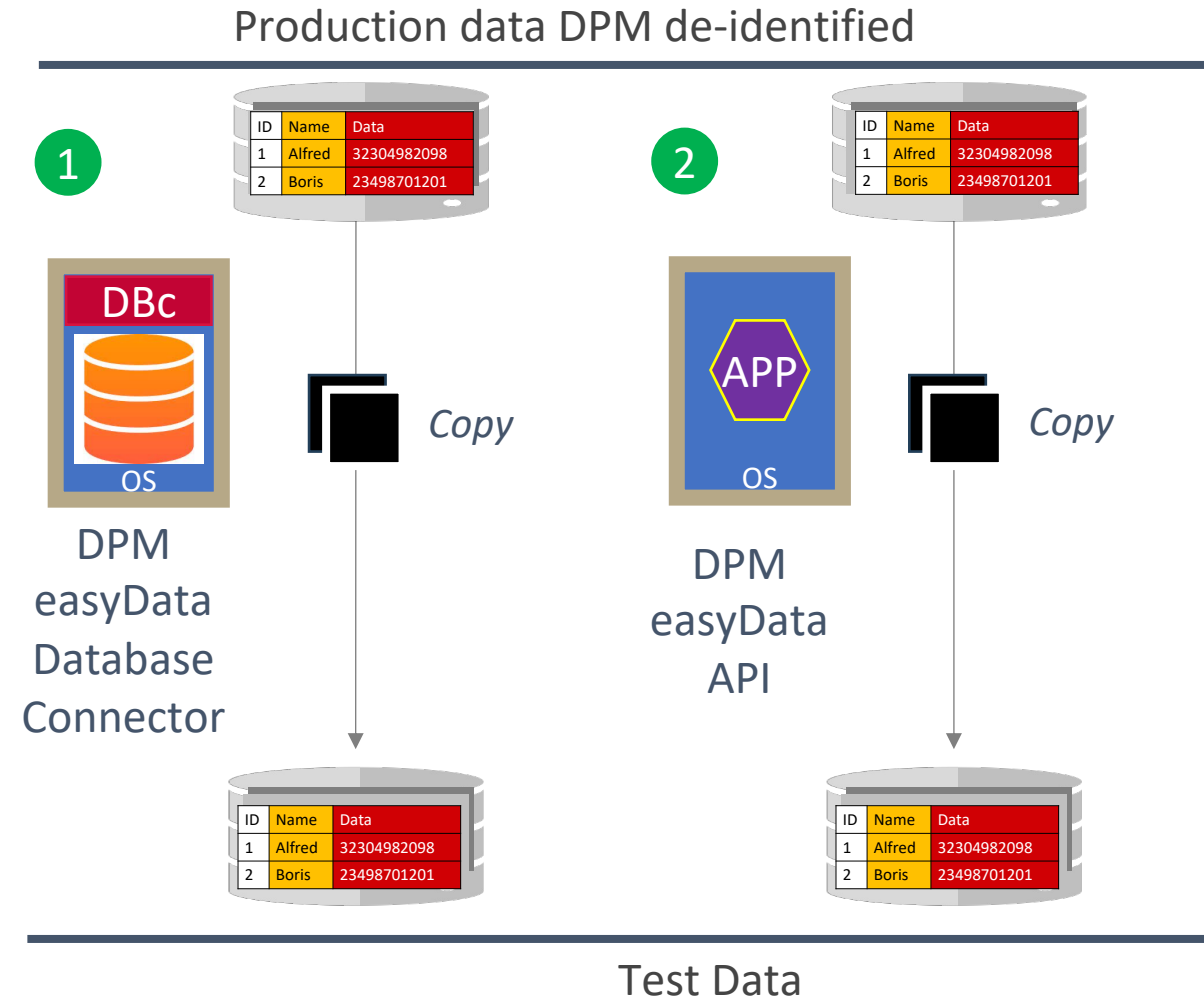 Production data DPM de-identified
1
ID Name Data
1 Alfred 32304982098
2 Boris 23498701201
DBc
OS
DPM
easyData
Database
Connector
Copy
ID Name Data
1 Alfred 32304982098
2 Boris 23498701201
2
ID Name Data
1 Alfred 32304982098
2 Boris 23498701201
APP
OS
DPM
easyData
API
Copy
ID Name Data
1 Alfred 32304982098
2 Boris 23498701201
Test Data